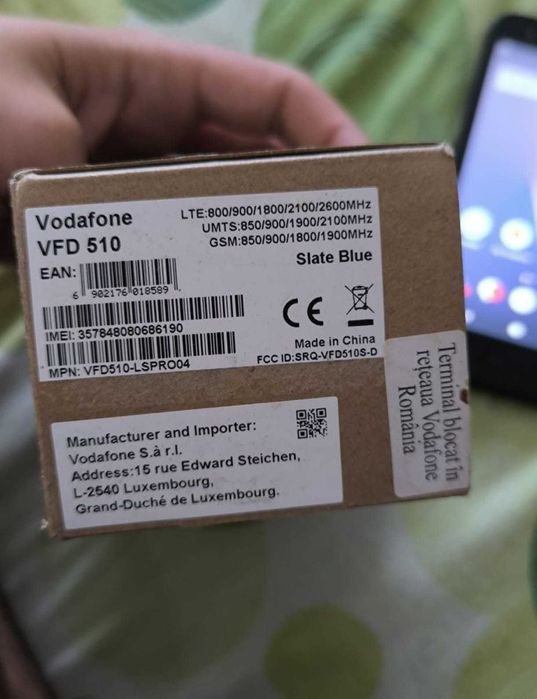 Vodafone
VFD 510
LTE:800/900/1800/2100/2600MHz
UMTS:850/900/1900/2100MHz
GSM:850/900/1800/1900MHz
Slate Blue
EAN:
6 902176 018589
IMEI: 357848080686190
MPN: VFD510-LSPRO04
CE
Made in China
FCC ID:SRQ-VFD510S-D
Manufacturer and Importer:
Vodafone S.à r.l.
Address:15 rue Edward Steichen,
L-2540 Luxembourg,
Grand-Duché de Luxembourg.
Terminal blocat în
rețeaua Vodafone
România